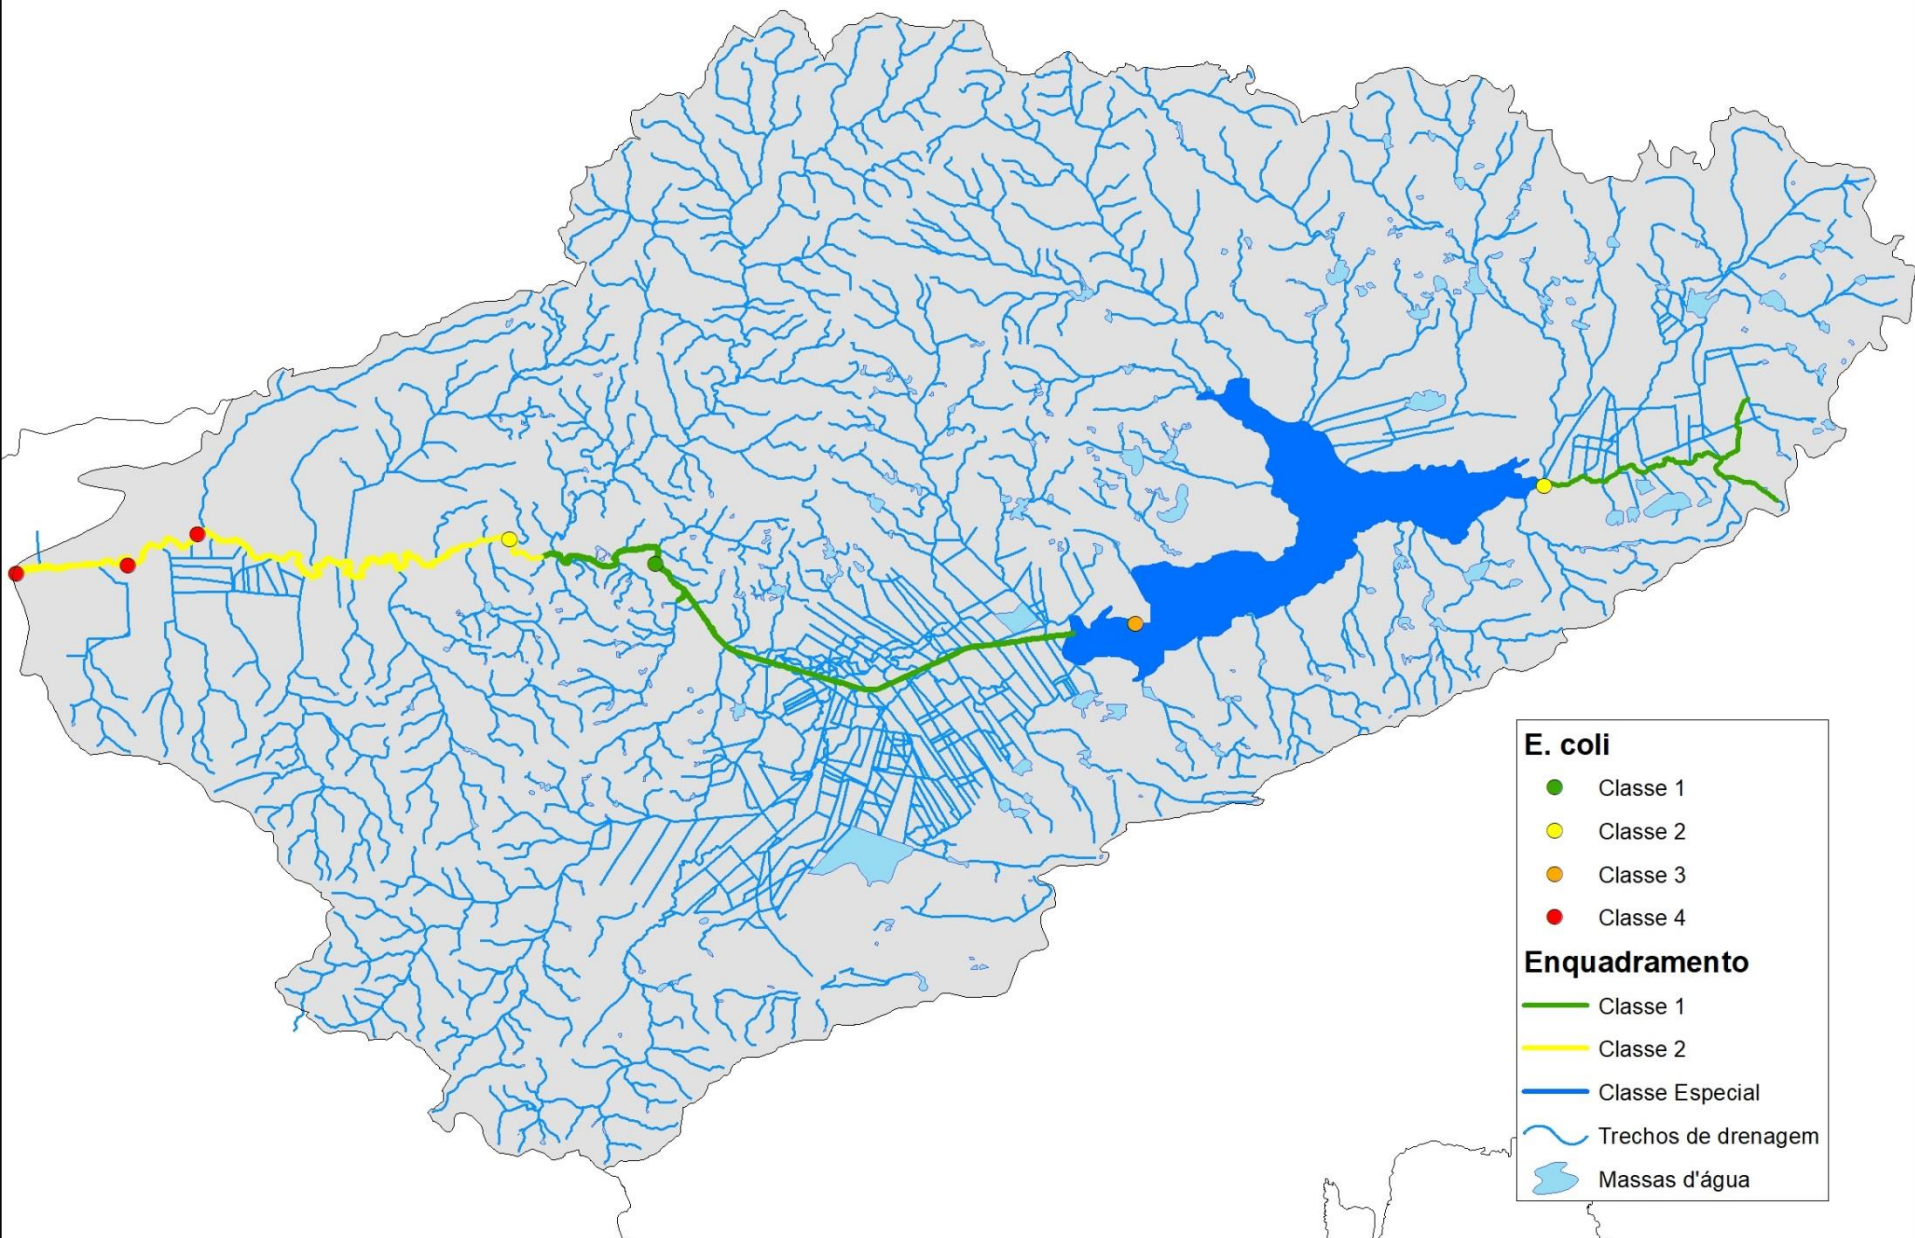 E. coli
Classe 1
Classe 2
Classe 3
Classe 4
Enquadramento
Classe 1
Classe 2
Classe Especial
Trechos de drenagem
Massas d'água